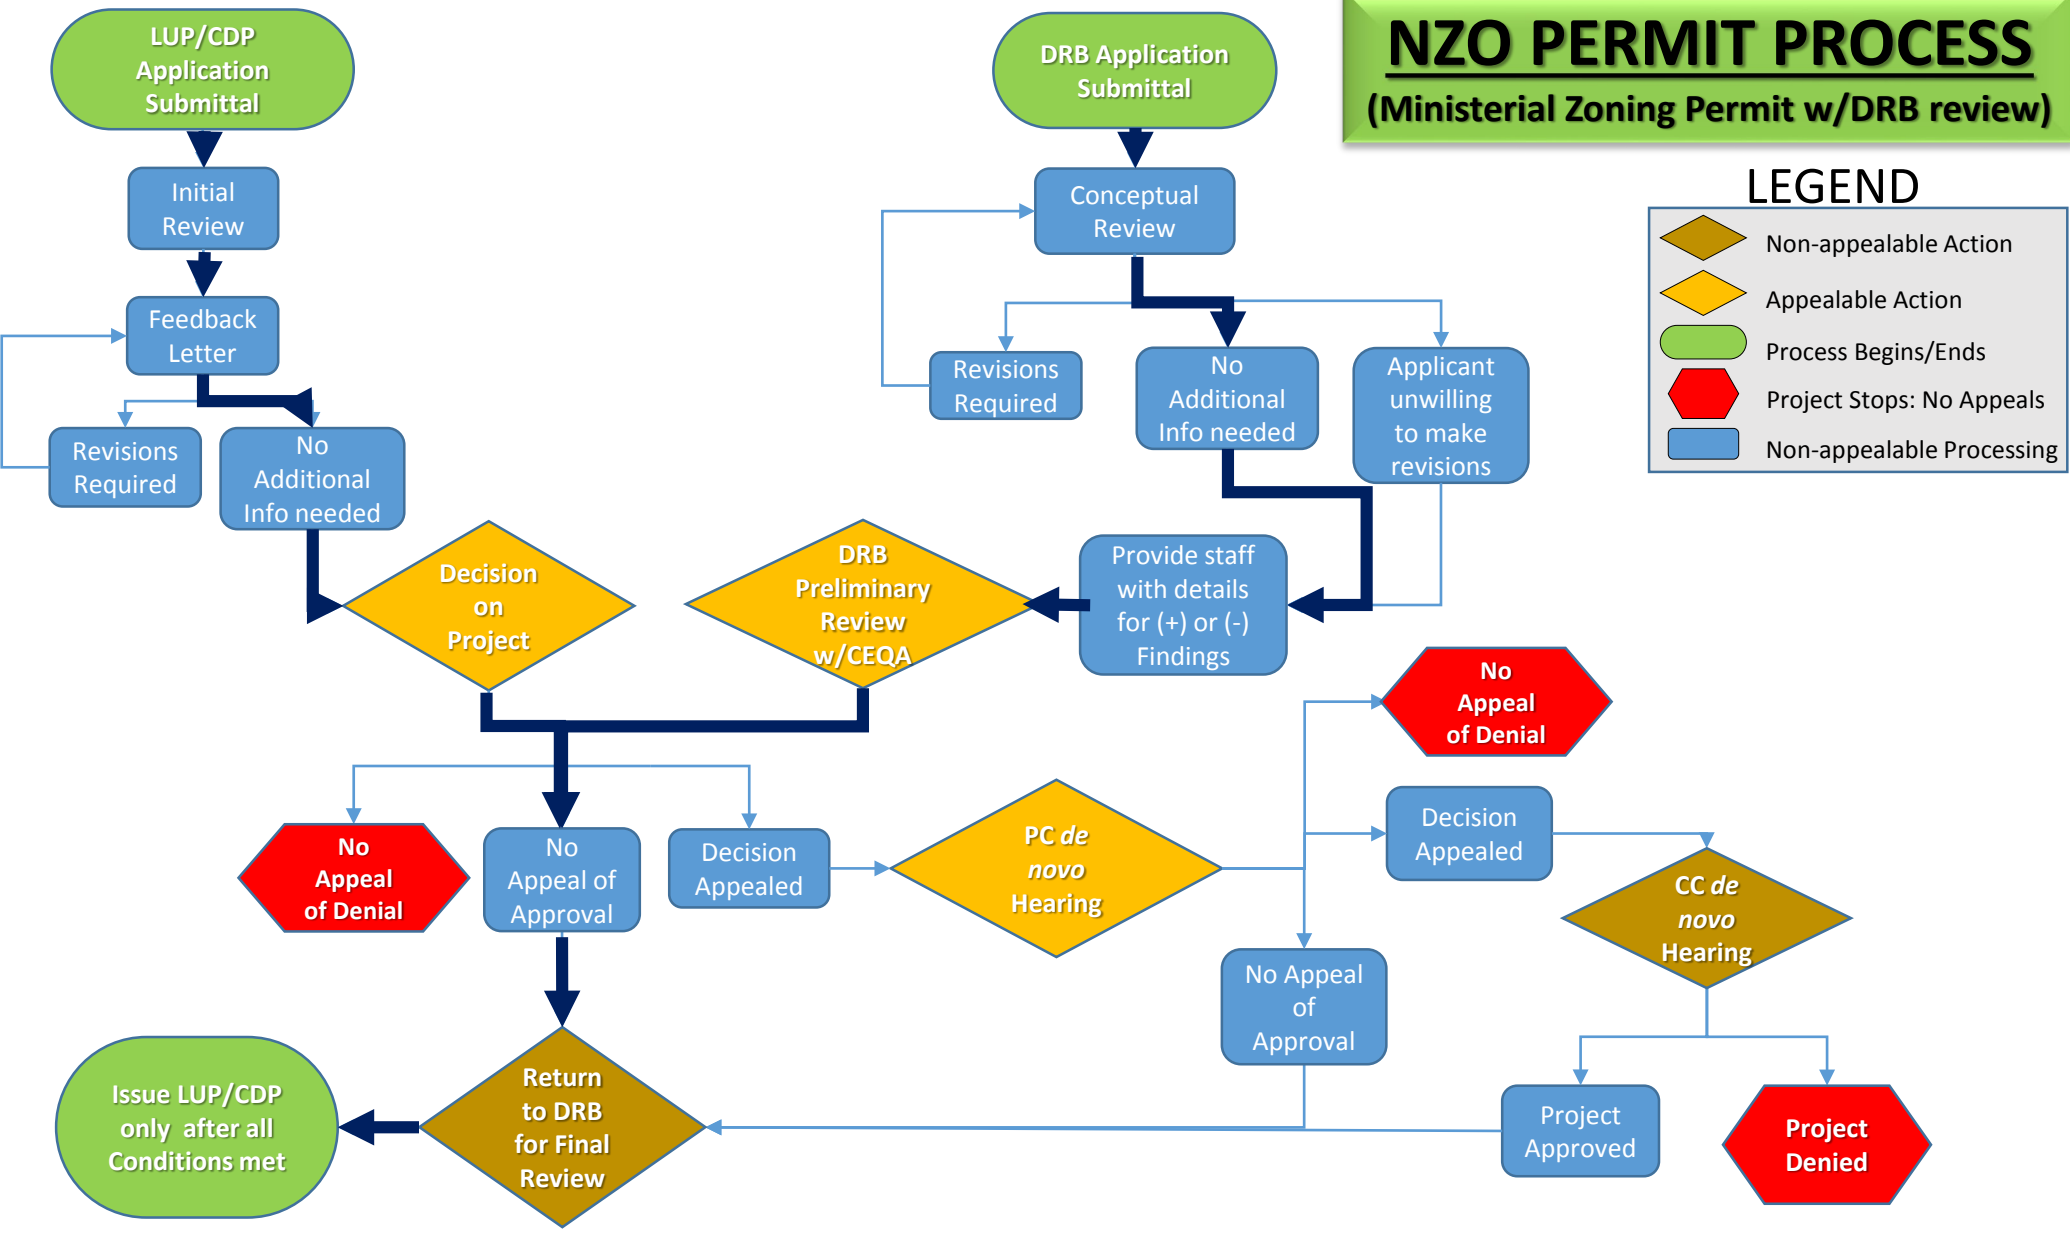 NZO PERMIT PROCESS
(Ministerial Zoning Permit w/DRB review)
LUP/CDP
Application
Submittal
DRB Application
Submittal
LEGEND
Non-appealable Action
Appealable Action
Process Begins/Ends
Project Stops: No Appeals
Non-appealable Processing
Initial
Review
Feedback
Letter
Revisions
Required
No
Additional
Info needed
Conceptual
Review
Revisions
Required
No
Additional
Info needed
Applicant
unwilling
to make
revisions
Decision
on
Project
DRB
Preliminary
Review
w/CEQA
Provide staff
with details
for (+) or (-)
Findings
No
Appeal
of Denial
No
Appeal of
Approval
Decision
Appealed
PC de
novo
Hearing
No
Appeal
of Denial
Decision
Appealed
CC de
novo
Hearing
No Appeal
of
Approval
Project
Approved
Project
Denied
Return
to DRB
for Final
Review
Issue LUP/CDP
only after all
Conditions met